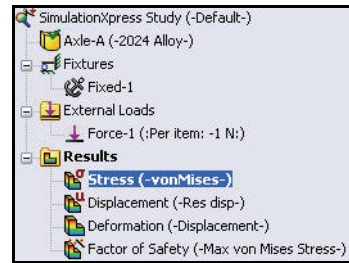 SimulationXpress Study (-Default-)
Axle-A (-2024 Alloy-)
Fixtures
Fixed-1
External Loads
Force-1 (:Per item: -1 N:)
Results
Stress (-vonMises-)
Displacement (-Res disp-)
Deformation (-Displacement-)
Factor of Safety (-Max von Mises Stress-)